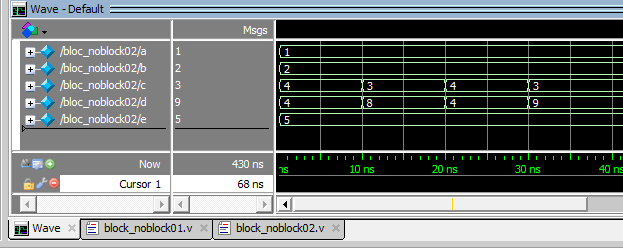 Wave - Default
Msgs
/bloc_noblock02/a 1 1
/bloc_noblock02/b 2 2
/bloc_noblock02/c 3 4 3 4 3
/bloc_noblock02/d 9 4 8 4 9
/bloc_noblock02/e 5 5
Now 430 ns ns 10 ns 20 ns 30 ns 40 n
Cursor 1 68 ns
Wave block_noblock01.v block_noblock02.v